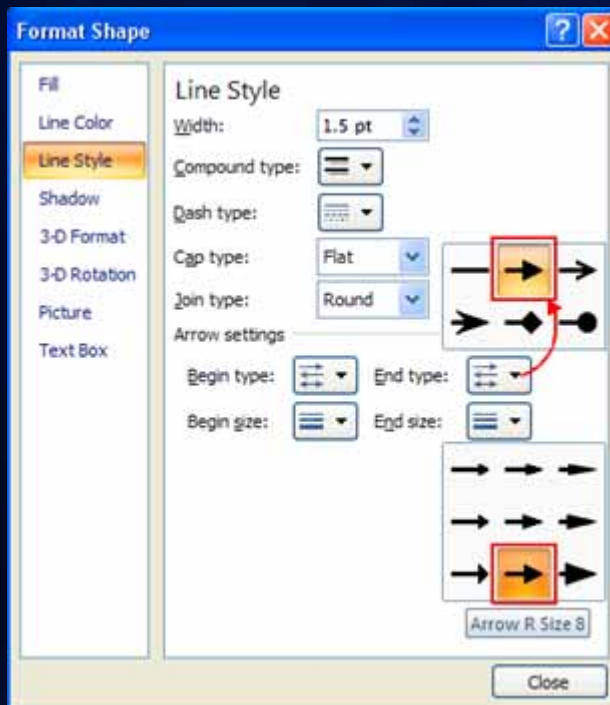 Format Shape
Fill
Line Color
Line Style
Shadow
3-D Format
3-D Rotation
Picture
Text Box
Line Style
Width: 1.5 pt
Compound type:
Dash type:
Cap type: Flat
Join type: Round
Arrow settings
Begin type: End type:
Begin size: End size:
Arrow R Size 8
Close